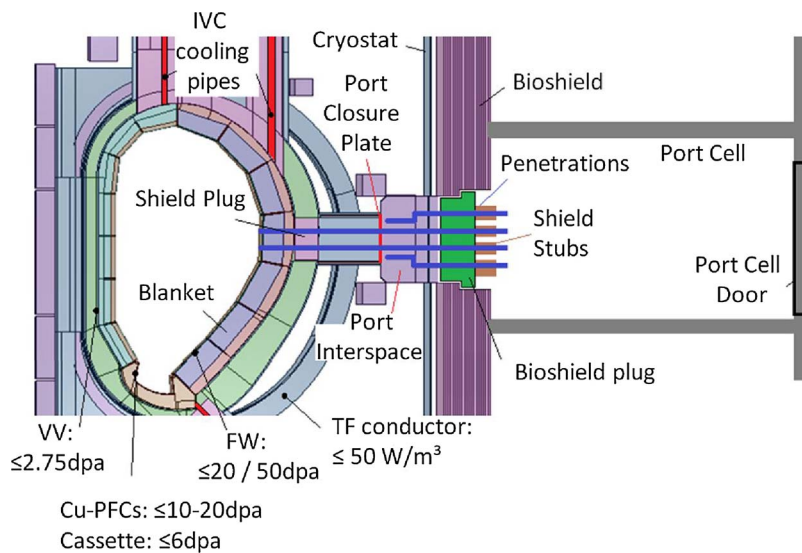 IVC
cooling
pipes
Cryostat
Port
Closure
Plate
Bioshield
Port Cell
Penetrations
Shield Plug
Shield
Stubs
Port Cell
Door
Blanket
Port
Interspace
Bioshield plug
VV:
≤2.75dpa
FW:
≤20 / 50dpa
TF conductor:
≤ 50 W/m³
Cu-PFCs: ≤10-20dpa
Cassette: ≤6dpa